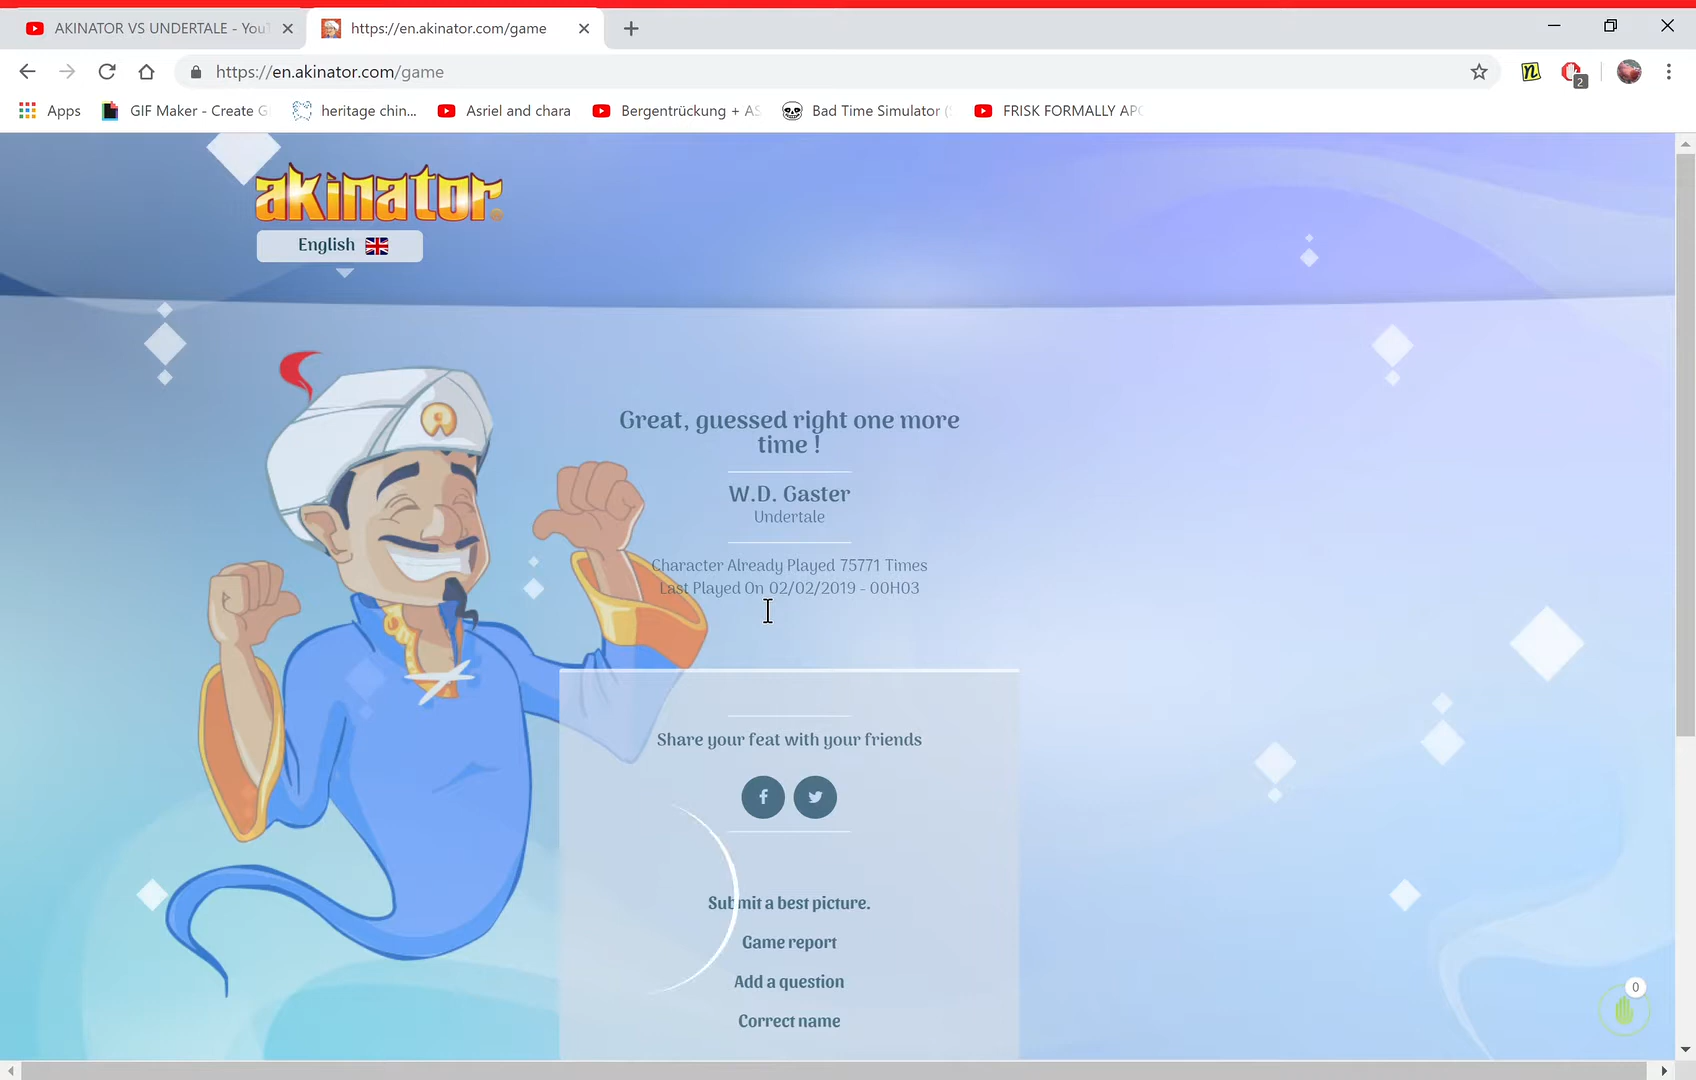 AKINATOR VS UNDERTALE - You
https://en.akinator.com/game
https://en.akinator.com/game
Apps
GIF Maker - Create G
heritage chin...
Asriel and chara
Bergentrückung + AS
Bad Time Simulator (
FRISK FORMALLY APO
akinator
English
Great, guessed right one more
time !
W.D. Gaster
Undertale
Character Already Played 75771 Times
Last Played On 02/02/2019 - 00H03
Share your feat with your friends
Submit a best picture.
Game report
Add a question
Correct name
0
2